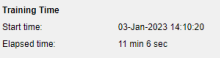 Training Time
Start time: 03-Jan-2023 14:10:20
Elapsed time: 11 min 6 sec